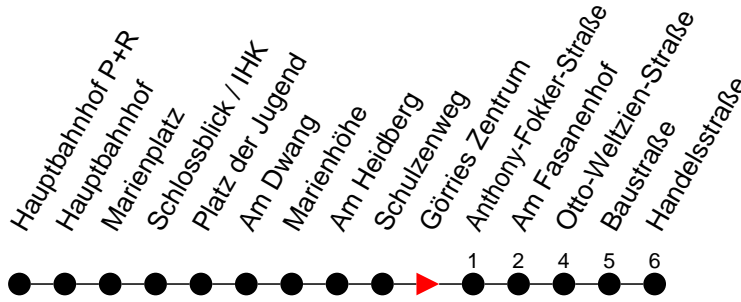 Hauptbahnhof P+R
Hauptbahnhof
Marienplatz
Schlossblick / IHK
Platz der Jugend
Am Dwang
Marienhöhe
Am Heidberg
Schulzenweg
Görries Zentrum
Anthony-Fokker-Straße
Am Fasanenhof
Otto-Weltzien-Straße
Baustraße
Handelsstraße
1 2 4 5 6